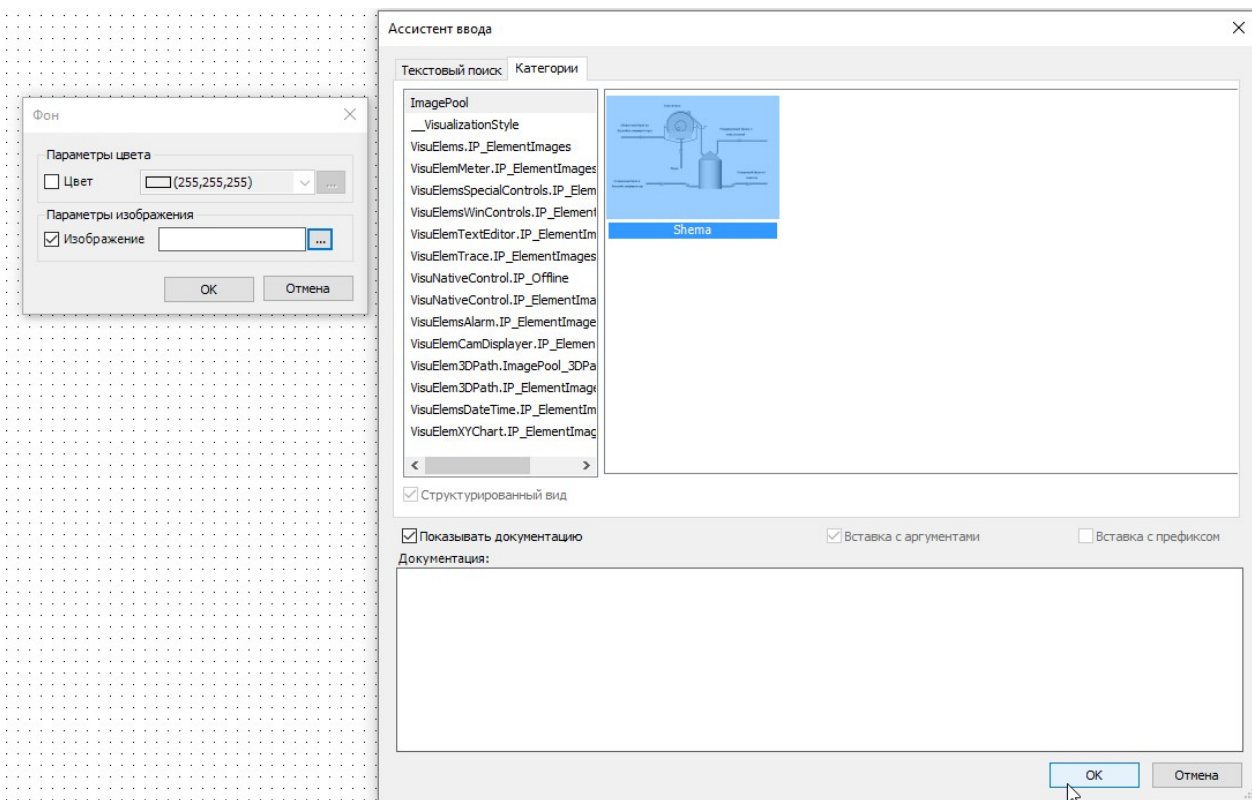 Фон
Параметры цвета
Цвет
(255,255,255)
...
Параметры изображения
Изображение
...
OK
Отмена
Ассистент ввода
Текстовый поиск
Категории
ImagePool
__VisualizationStyle
VisuElems.IP_ElementImages
VisuElemMeter.IP_ElementImages
VisuElemsSpecialControls.IP_Elem
VisuElemsWinControls.IP_Element
VisuElemTextEditor.IP_ElementIm
VisuElemTrace.IP_ElementImages
VisuNativeControl.IP_Offline
VisuNativeControl.IP_ElementIma
VisuElemsAlarm.IP_ElementImage
VisuElemCamDisplayer.IP_Elemen
VisuElem3DPath.ImagePool_3DPa
VisuElem3DPath.IP_ElementImage
VisuElemsDateTime.IP_ElementIm
VisuElemXYChart.IP_ElementImag
Shema
Структурированный вид
Показывать документацию
Вставка с аргументами
Вставка с префиксом
Документация:
OK
Отмена